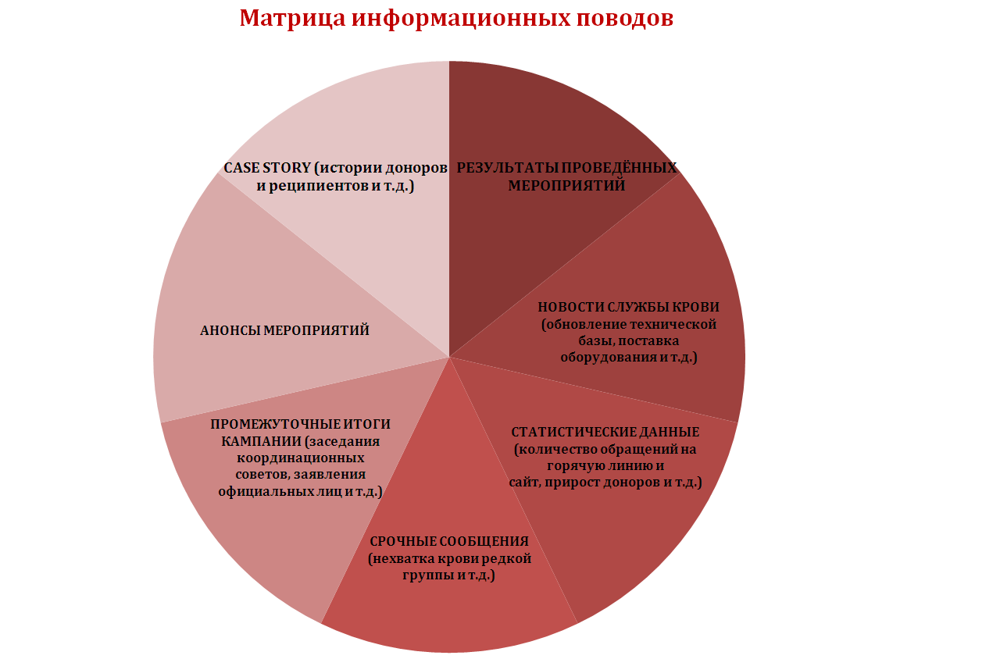 Матрица информационных поводов
CASE STORY (истории доноров
и реципиентов и т.д.)
РЕЗУЛЬТАТЫ ПРОВЕДЁННЫХ
МЕРОПРИЯТИЙ
НОВОСТИ СЛУЖБЫ КРОВИ
(обновление технической
базы, поставка
оборудования и т.д.)
АНОНСЫ МЕРОПРИЯТИЙ
ПРОМЕЖУТОЧНЫЕ ИТОГИ
КАМПАНИИ (заседания
координационных
советов, заявления
официальных лиц и т.д.)
СТАТИСТИЧЕСКИЕ ДАННЫЕ
(количество обращений на
горячую линию и
сайт, прирост доноров и т.д.)
СРОЧНЫЕ СООБЩЕНИЯ
(нехватка крови редкой
группы и т.д.)